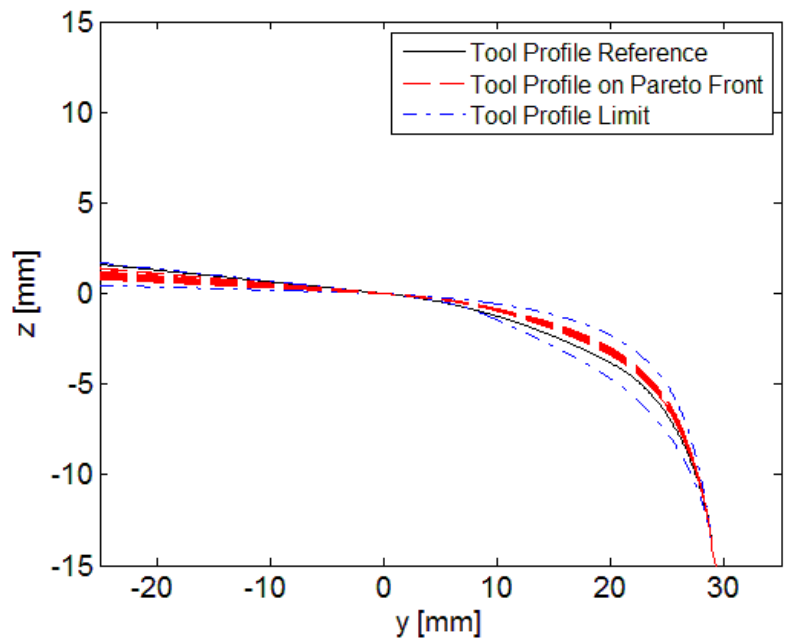 15
10
5
0
-5
-10
-15
z [mm]
Tool Profile Reference
Tool Profile on Pareto Front
Tool Profile Limit
-20 -10 0 10 20 30
y [mm]